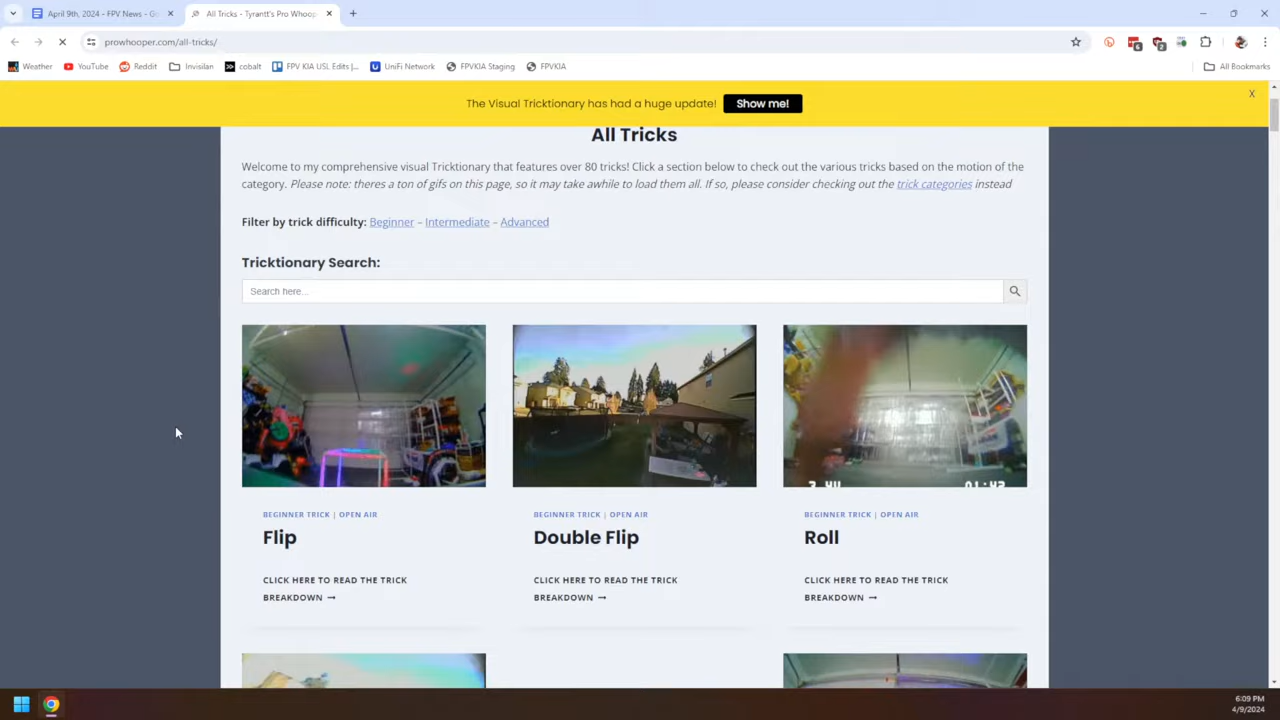 April 9th, 2024 - FPV News - G
All Tricks - Tyrantt's Pro Whoop
prowhooper.com/all-tricks/
6
2
Weather
YouTube
Reddit
Invisilan
cobalt
FPV KIA USL Edits |...
UniFi Network
FPVKIA Staging
FPVKIA
All Bookmarks
The Visual Tricktionary has had a huge update!
Show me!
X
All Tricks
Welcome to my comprehensive visual Tricktionary that features over 80 tricks! Click a section below to check out the various tricks based on the motion of the
category. Please note: theres a ton of gifs on this page, so it may take awhile to load them all. If so, please consider checking out the trick categories instead
Filter by trick difficulty: Beginner – Intermediate – Advanced
Tricktionary Search:
Search here...
01:43
BEGINNER TRICK | OPEN AIR
Flip
CLICK HERE TO READ THE TRICK
BREAKDOWN →
BEGINNER TRICK | OPEN AIR
Double Flip
CLICK HERE TO READ THE TRICK
BREAKDOWN →
BEGINNER TRICK | OPEN AIR
Roll
CLICK HERE TO READ THE TRICK
BREAKDOWN →
6:09 PM
4/9/2024